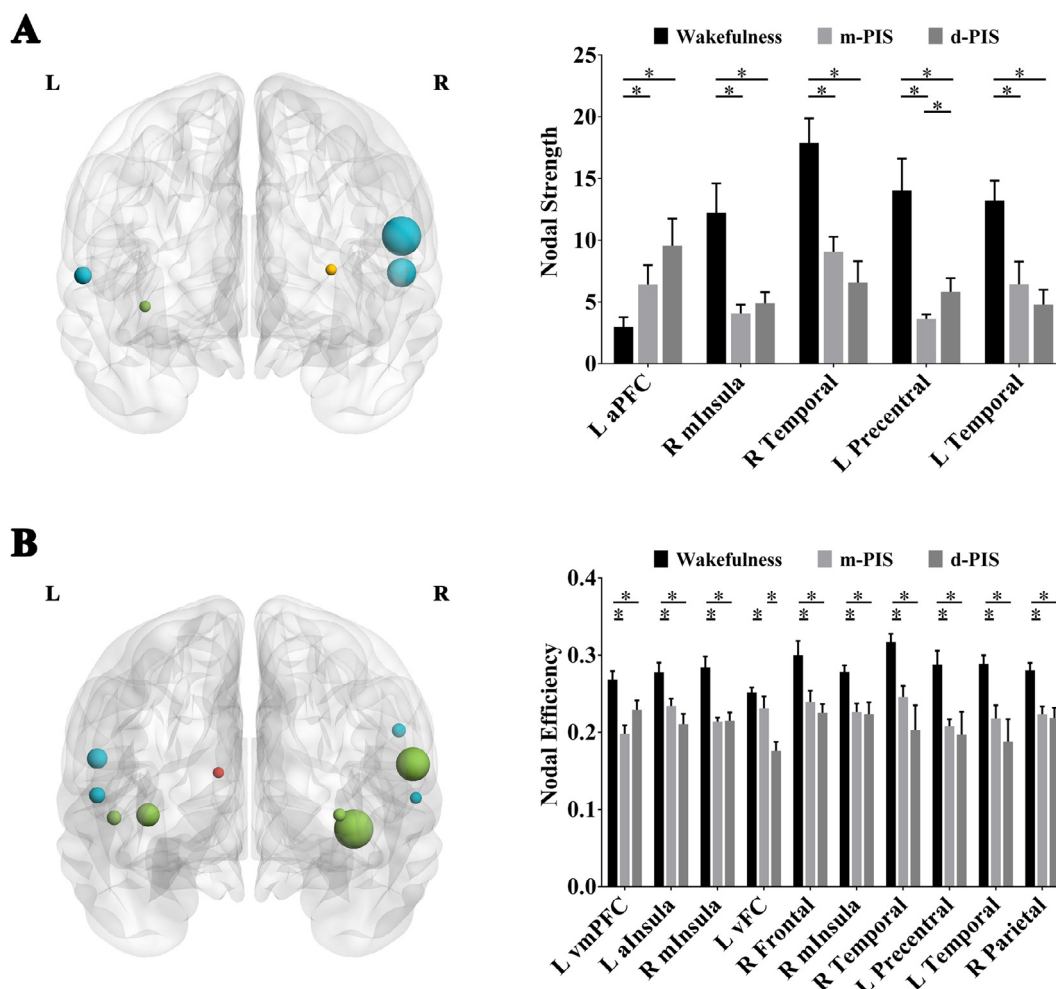 A
L
R
Wakefulness m-PIS d-PIS
Nodal Strength
25
20
15
10
5
0
* * * * * * * * * * *
L aPFC
R mInsula
R Temporal
L Precentral
L Temporal
B
L
R
Wakefulness m-PIS d-PIS
Nodal Efficiency
0.4
0.3
0.2
0.1
0.0
* * * * * * * * * *
* * * * * * * * * *
L vmPFC
L aInsula
R mInsula
L vFC
R Frontal
R mInsula
R Temporal
L Precentral
L Temporal
R Parietal